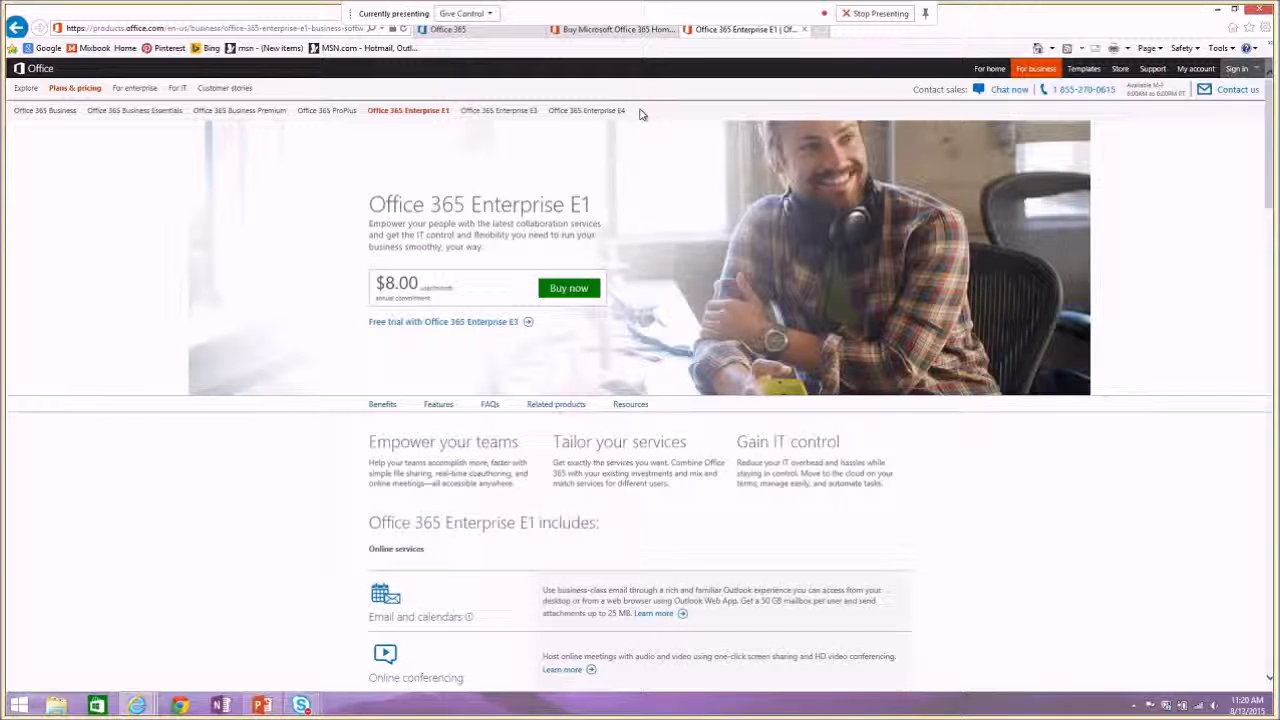 Currently presenting Give Control Stop Presenting
https://products.office.com/en-us/business/office-365-enterprise-e1-business-softw
Office 365 Buy Microsoft Office 365 Hom... Office 365 Enterprise E1 | Of...
Google Mixbook Home Pinterest Bing msn - (New items) MSN.com - Hotmail, Outl... Page Safety Tools
Office For home For business Templates Store Support My account Sign in
Explore Plans & pricing For enterprise For IT Customer stories Contact sales: Chat now 1 855-270-0615 Available M-F Contact us
6:00AM to 6:00PM PT
Office 365 Business Office 365 Business Essentials Office 365 Business Premium Office 365 ProPlus Office 365 Enterprise E1 Office 365 Enterprise E3 Office 365 Enterprise E4
Office 365 Enterprise E1
Empower your people with the latest collaboration services
and get the IT control and flexibility you need to run your
business smoothly, your way.
$8.00 user/month
annual commitment
Buy now
Free trial with Office 365 Enterprise E3
Benefits Features FAQs Related products Resources
Empower your teams
Help your teams accomplish more, faster with
simple file sharing, real-time coauthoring, and
online meetings—all accessible anywhere.
Tailor your services
Get exactly the services you want. Combine Office
365 with your existing investments and mix and
match services for different users.
Gain IT control
Reduce your IT overhead and hassles while
staying in control. Move to the cloud on your
terms, manage easily, and automate tasks.
Office 365 Enterprise E1 includes:
Online services
Email and calendars
Use business-class email through a rich and familiar Outlook experience you can access from your
desktop or from a web browser using Outlook Web App. Get a 50 GB mailbox per user and send
attachments up to 25 MB. Learn more
Online conferencing
Host online meetings with audio and video using one-click screen sharing and HD video conferencing.
Learn more
11:20 AM
8/13/2015